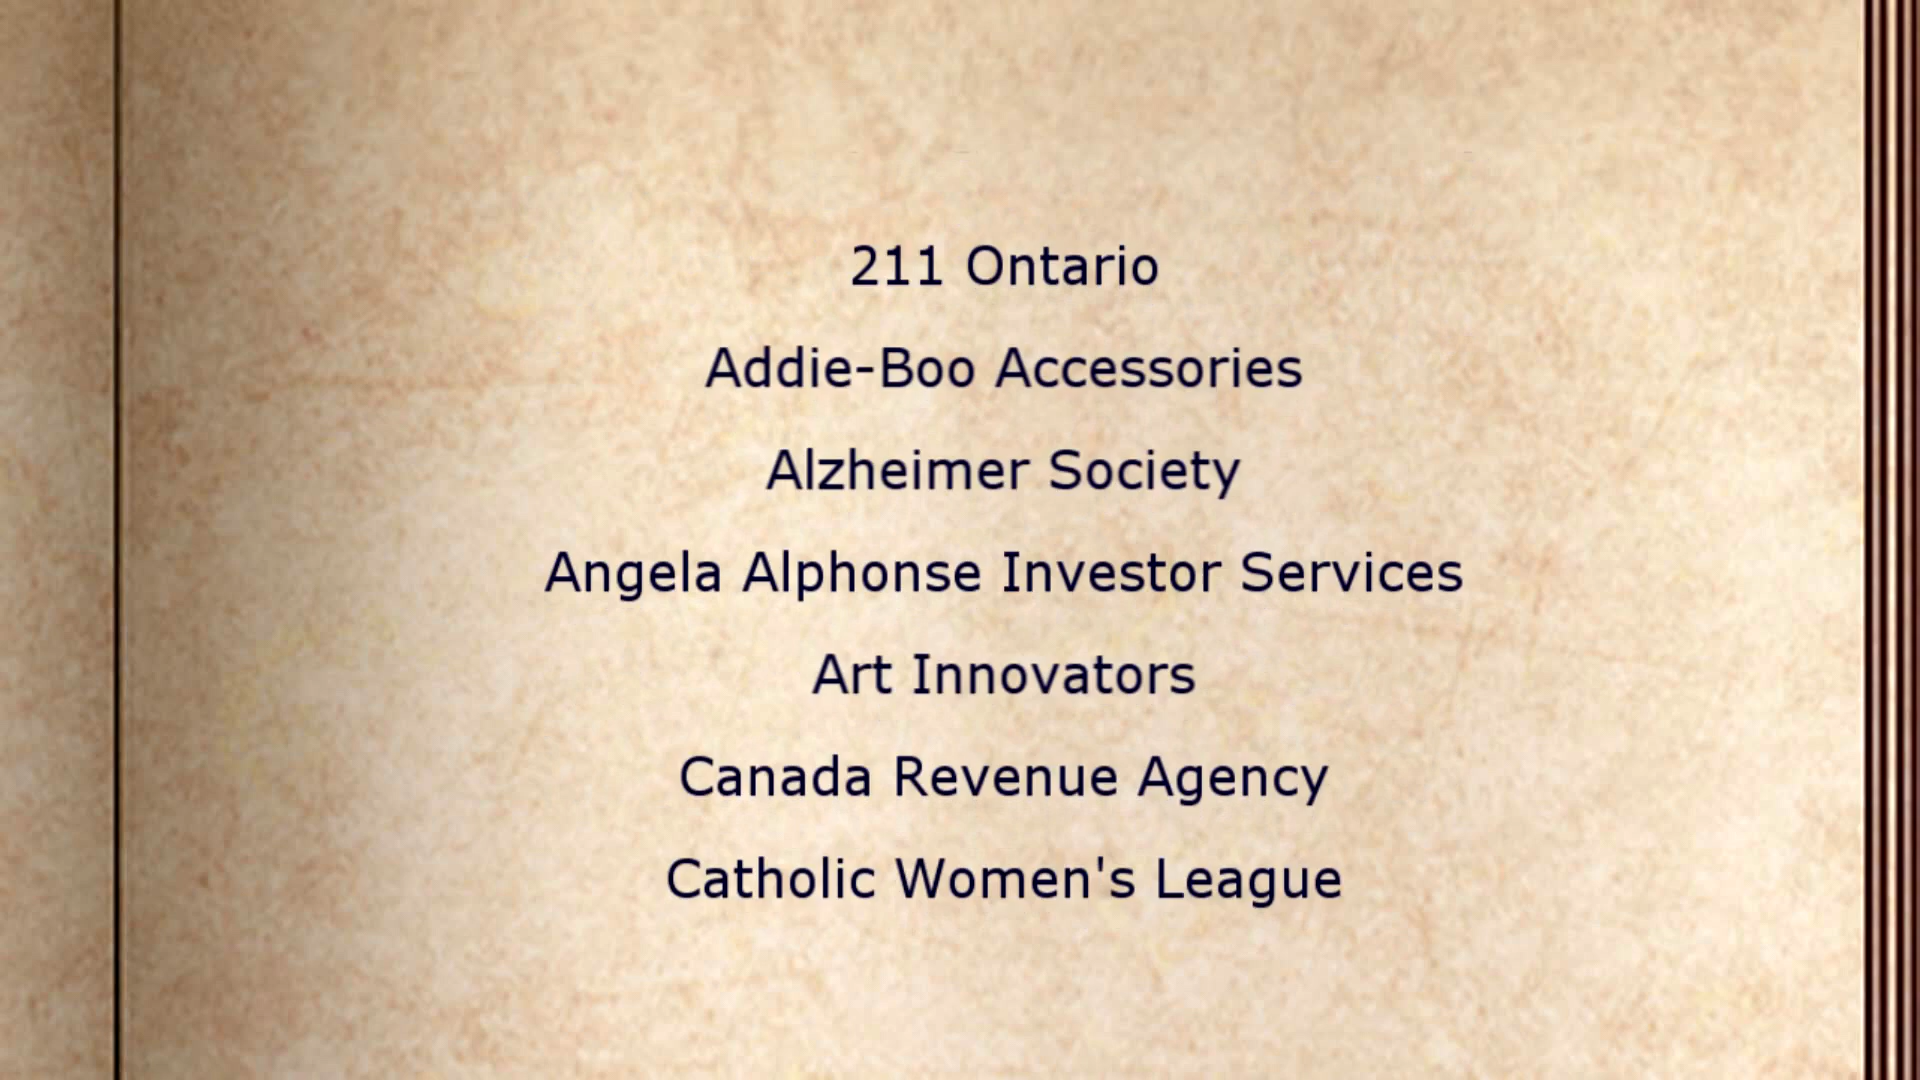 211 Ontario
Addie-Boo Accessories
Alzheimer Society
Angela Alphonse Investor Services
Art Innovators
Canada Revenue Agency
Catholic Women's League